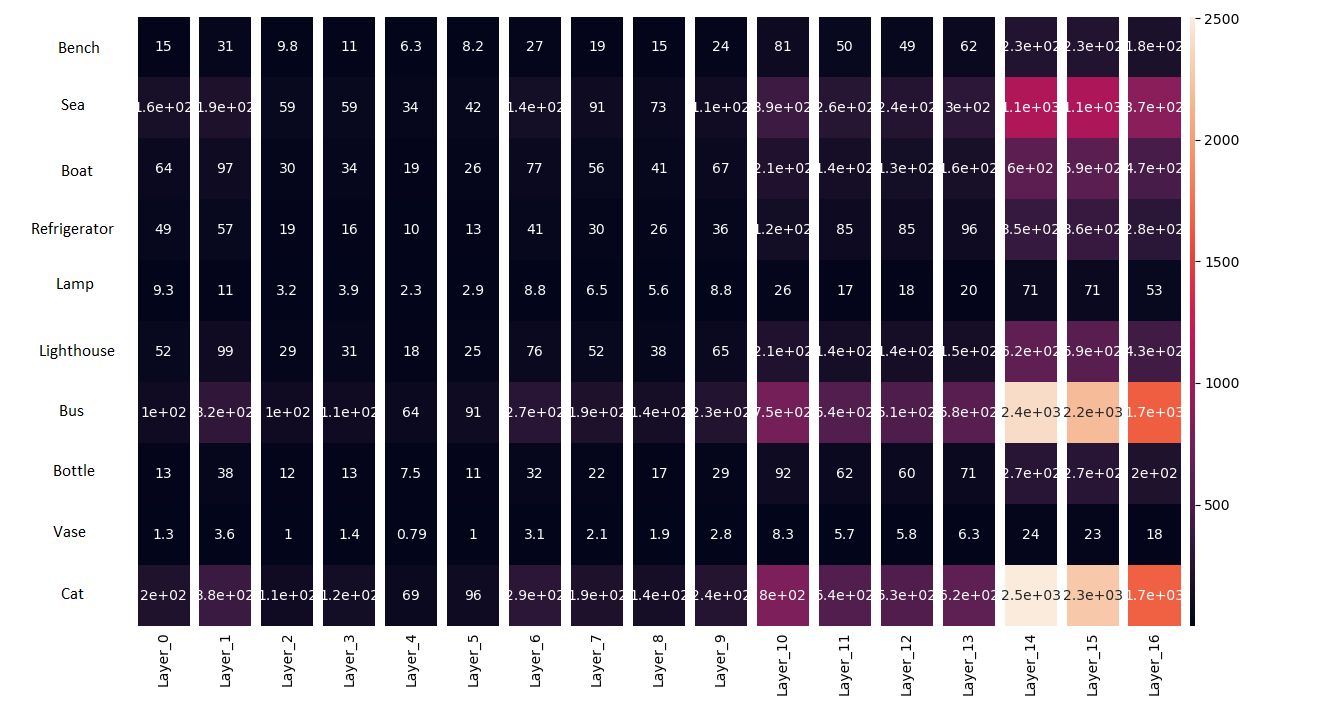 Bench 15 31 9.8 11 6.3 8.2 27 19 15 24 81 50 49 62 2.3e+02 2.3e+02 1.8e+02
Sea 1.6e+02 1.9e+02 59 59 34 42 1.4e+02 91 73 1.1e+02 3.9e+02 2.6e+02 2.4e+02 3e+02 1.1e+03 1.1e+03 8.7e+02
Boat 64 97 30 34 19 26 77 56 41 67 2.1e+02 1.4e+02 1.3e+02 1.6e+02 6e+02 5.9e+02 4.7e+02
Refrigerator 49 57 19 16 10 13 41 30 26 36 1.2e+02 85 85 96 3.5e+02 3.6e+02 2.8e+02
Lamp 9.3 11 3.2 3.9 2.3 2.9 8.8 6.5 5.6 8.8 26 17 18 20 71 71 53
Lighthouse 52 99 29 31 18 25 76 52 38 65 2.1e+02 1.4e+02 1.4e+02 1.5e+02 6.2e+02 5.9e+02 4.3e+02
Bus 1e+02 3.2e+02 1e+02 1.1e+02 64 91 2.7e+02 1.9e+02 1.4e+02 2.3e+02 7.5e+02 5.4e+02 5.1e+02 5.8e+02 2.4e+03 2.2e+03 1.7e+03
Bottle 13 38 12 13 7.5 11 32 22 17 29 92 62 60 71 2.7e+02 2.7e+02 2e+02
Vase 1.3 3.6 1 1.4 0.79 1 3.1 2.1 1.9 2.8 8.3 5.7 5.8 6.3 24 23 18
Cat 2e+02 3.8e+02 1.1e+02 1.2e+02 69 96 2.9e+02 1.9e+02 1.4e+02 2.4e+02 8e+02 5.4e+02 5.3e+02 6.2e+02 2.5e+03 2.3e+03 1.7e+03
Layer_0 Layer_1 Layer_2 Layer_3 Layer_4 Layer_5 Layer_6 Layer_7 Layer_8 Layer_9 Layer_10 Layer_11 Layer_12 Layer_13 Layer_14 Layer_15 Layer_16
2500
2000
1500
1000
500